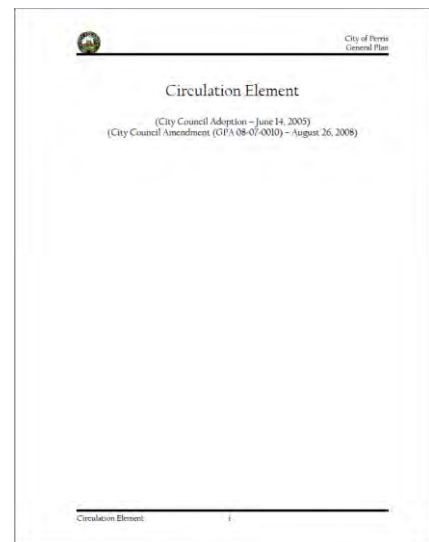 City of Perris
General Plan
Circulation Element
(City Council Adoption – June 14, 2005)
(City Council Amendment (GPA 08-07-0010) – August 26, 2008)
Circulation Element i